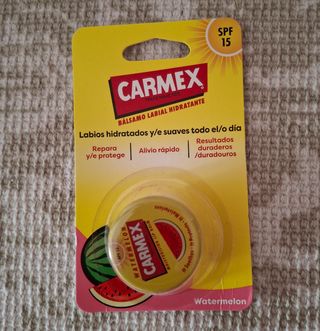 SPF
15
CARMEX
BÁLSAMO LABIAL HIDRATANTE
Labios hidratados y/e suaves todo el/o día
Repara
y/e protege
Alivio rápido
Resultados
duraderos
/duradouros
WATERMELON
CARMEX
Watermelon